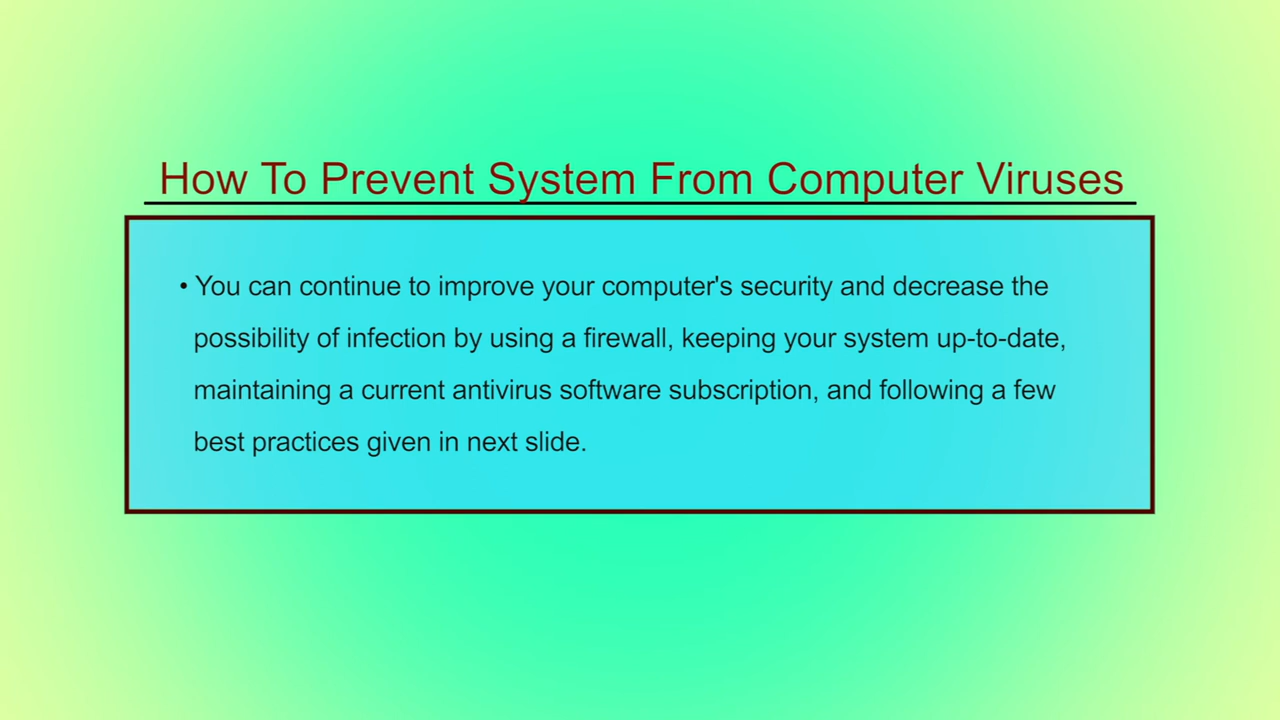 How To Prevent System From Computer Viruses
• You can continue to improve your computer's security and decrease the
possibility of infection by using a firewall, keeping your system up-to-date,
maintaining a current antivirus software subscription, and following a few
best practices given in next slide.